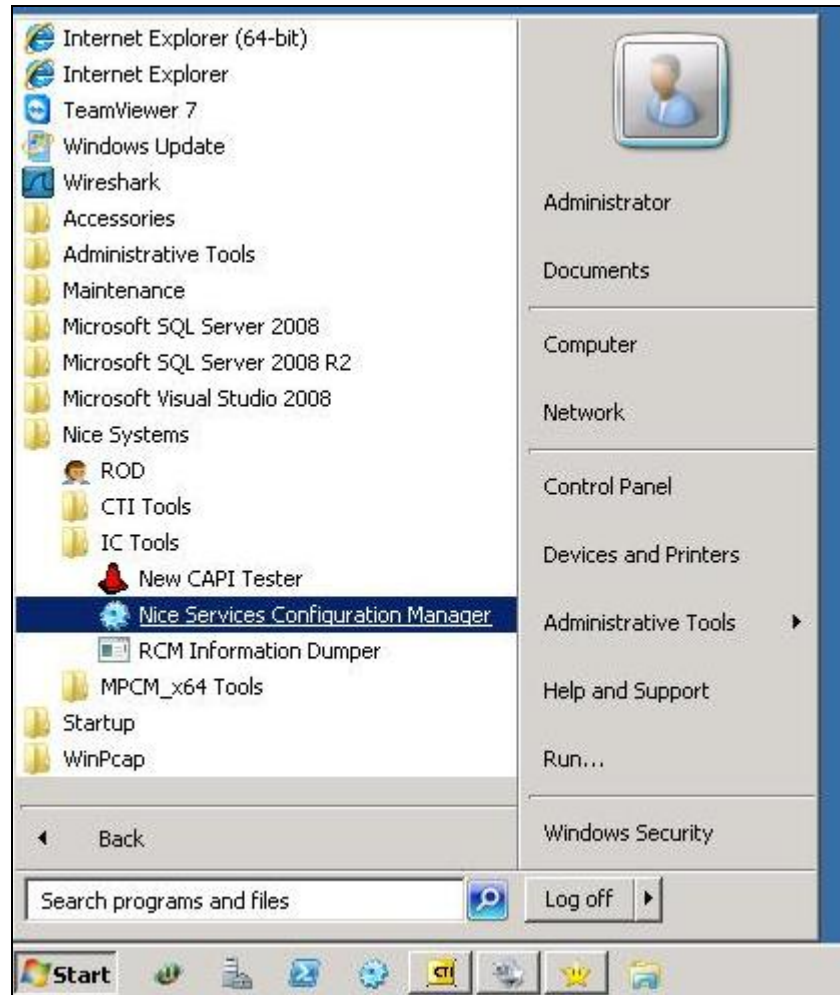 Internet Explorer (64-bit)
Internet Explorer
TeamViewer 7
Windows Update
Wireshark
Accessories
Administrative Tools
Maintenance
Microsoft SQL Server 2008
Microsoft SQL Server 2008 R2
Microsoft Visual Studio 2008
Nice Systems
ROD
CTI Tools
IC Tools
New CAPI Tester
Nice Services Configuration Manager
RCM Information Dumper
MPCM_x64 Tools
Startup
WinPcap
Back
Search programs and files
Administrator
Documents
Computer
Network
Control Panel
Devices and Printers
Administrative Tools
Help and Support
Run...
Windows Security
Log off
Start
CTI